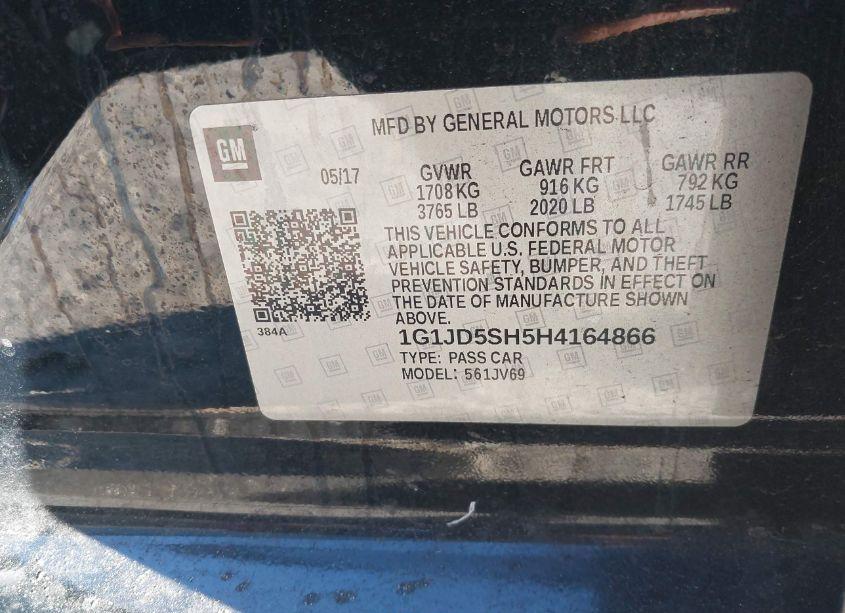 MFD BY GENERAL MOTORS LLC
GM
05/17 GVWR GAWR FRT GAWR RR
1708 KG 916 KG 792 KG
3765 LB 2020 LB 1745 LB
THIS VEHICLE CONFORMS TO ALL
APPLICABLE U.S. FEDERAL MOTOR
VEHICLE SAFETY, BUMPER, AND THEFT
PREVENTION STANDARDS IN EFFECT ON
THE DATE OF MANUFACTURE SHOWN
ABOVE.
384A
1G1JD5SH5H4164866
TYPE: PASS CAR
MODEL: 561JV69